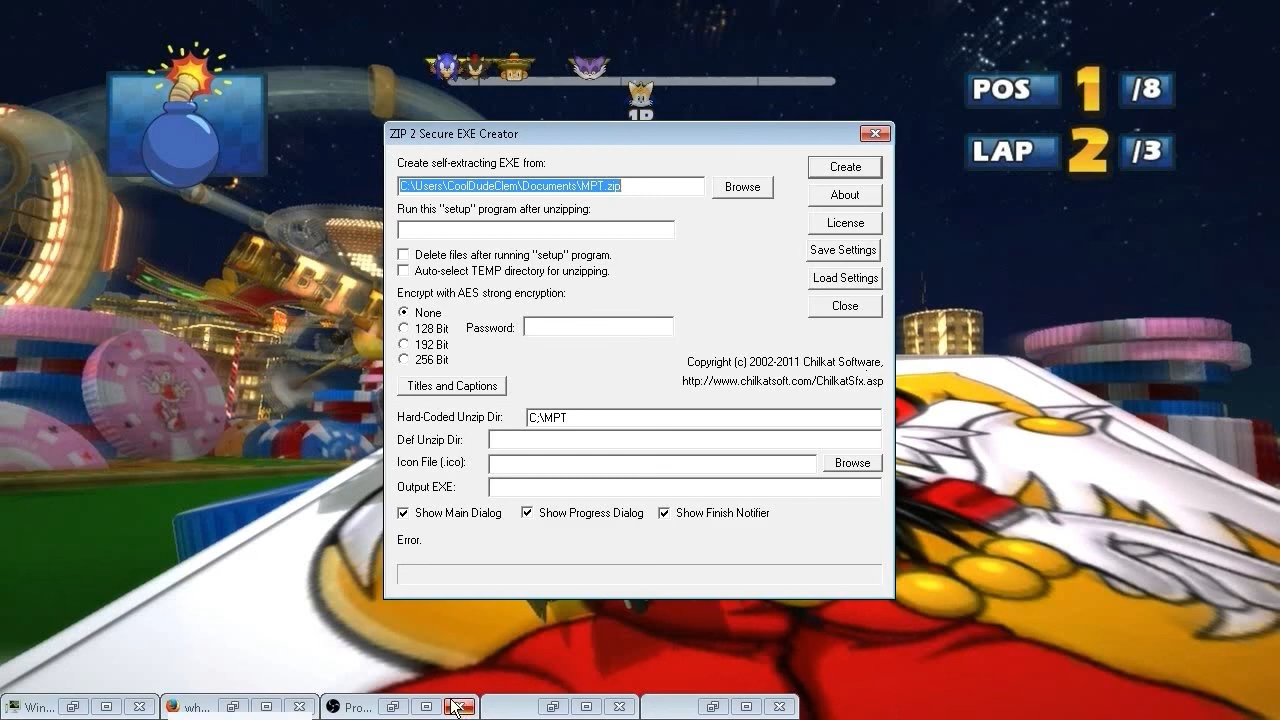 POS 1 /8
LAP 2 /3
1P
ZIP 2 Secure EXE Creator
Create self-extracting EXE from:
C:\Users\CoolDudeClem\Documents\MPT.zip
Browse
Run this "setup" program after unzipping:
Delete files after running "setup" program.
Auto-select TEMP directory for unzipping.
Encrypt with AES strong encryption:
None
128 Bit
192 Bit
256 Bit
Password:
Create
About
License
Save Settings
Load Settings
Close
Copyright (c) 2002-2011 Chilkat Software,
http://www.chilkatsoft.com/ChilkatSfx.asp
Titles and Captions
Hard-Coded Unzip Dir: C:\MPT
Def Unzip Dir:
Icon File (.ico):
Browse
Output EXE:
Show Main Dialog
Show Progress Dialog
Show Finish Notifier
Error.
Win...
wh...
Pro...